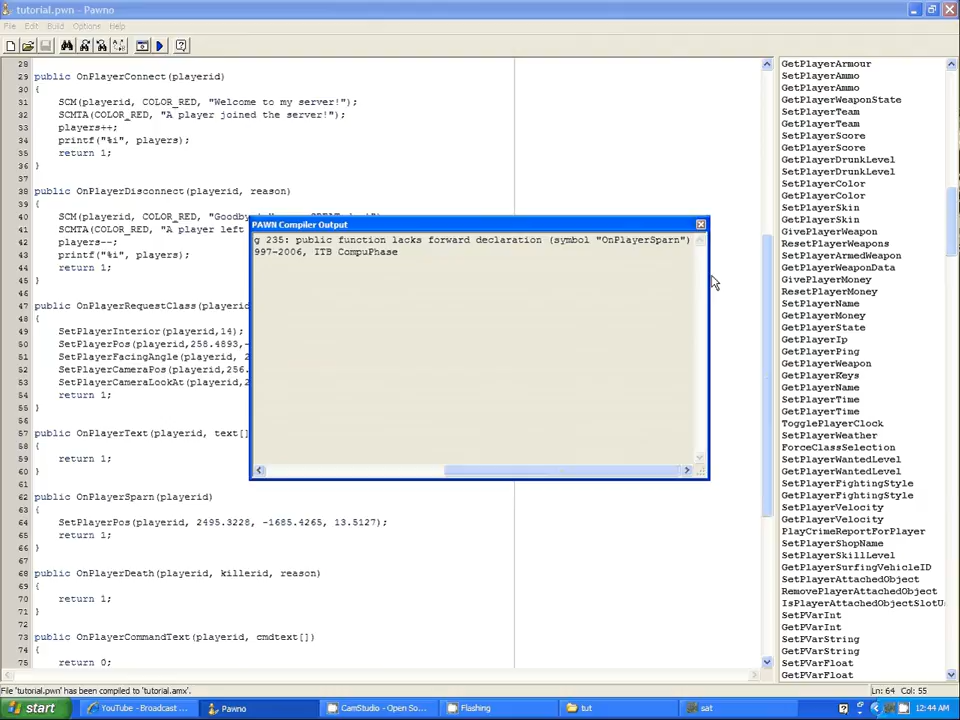 tutorial.pwn - Pawno
File Edit Build Options Help
28
29 public OnPlayerConnect(playerid)
30 {
31 SCM(playerid, COLOR_RED, "Welcome to my server!");
32 SCMTA(COLOR_RED, "A player joined the server!");
33 players++;
34 printf("%i", players);
35 return 1;
36 }
37
38 public OnPlayerDisconnect(playerid, reason)
39 {
40 SCM(playerid, COLOR_RED,
41 SCMTA(COLOR_RED, "A player left
42 players--;
43 printf("%i", players);
44 return 1;
45 }
46
47 public OnPlayerRequestClass(playerid
48 {
49 SetPlayerInterior(playerid,14);
50 SetPlayerPos(playerid,258.4893,-
51 SetPlayerFacingAngle(playerid, 2
52 SetPlayerCameraPos(playerid,256.
53 SetPlayerCameraLookAt(playerid,2
54 return 1;
55 }
56
57 public OnPlayerText(playerid, text[]
58 {
59 return 1;
60 }
61
62 public OnPlayerSparn(playerid)
63 {
64 SetPlayerPos(playerid, 2495.3228, -1685.4265, 13.5127);
65 return 1;
66 }
67
68 public OnPlayerDeath(playerid, killerid, reason)
69 {
70 return 1;
71 }
72
73 public OnPlayerCommandText(playerid, cmdtext[])
74 {
75 return 0;
PAWN Compiler Output
g 235: public function lacks forward declaration (symbol "OnPlayerSparn")
997-2006, ITB CompuPhase
GetPlayerArmour
SetPlayerAmmo
GetPlayerAmmo
GetPlayerWeaponState
SetPlayerTeam
GetPlayerTeam
SetPlayerScore
GetPlayerScore
GetPlayerDrunkLevel
SetPlayerDrunkLevel
SetPlayerColor
GetPlayerColor
SetPlayerSkin
GetPlayerSkin
GivePlayerWeapon
ResetPlayerWeapons
SetPlayerArmedWeapon
GetPlayerWeaponData
GivePlayerMoney
ResetPlayerMoney
SetPlayerName
GetPlayerMoney
GetPlayerState
GetPlayerIp
GetPlayerPing
GetPlayerWeapon
GetPlayerKeys
GetPlayerName
SetPlayerTime
GetPlayerTime
TogglePlayerClock
SetPlayerWeather
ForceClassSelection
SetPlayerWantedLevel
GetPlayerWantedLevel
SetPlayerFightingStyle
GetPlayerFightingStyle
SetPlayerVelocity
GetPlayerVelocity
PlayCrimeReportForPlayer
SetPlayerShopName
SetPlayerSkillLevel
GetPlayerSurfingVehicleID
SetPlayerAttachedObject
RemovePlayerAttachedObject
IsPlayerAttachedObjectSlotU
SetPVarInt
GetPVarInt
SetPVarString
GetPVarString
SetPVarFloat
GetPVarFloat
File 'tutorial.pwn' has been compiled to 'tutorial.amx'.
Ln: 64 Col: 55
start
YouTube - Broadcast ...
Pawno
CamStudio - Open So...
Flashing
tut
sat
12:44 AM